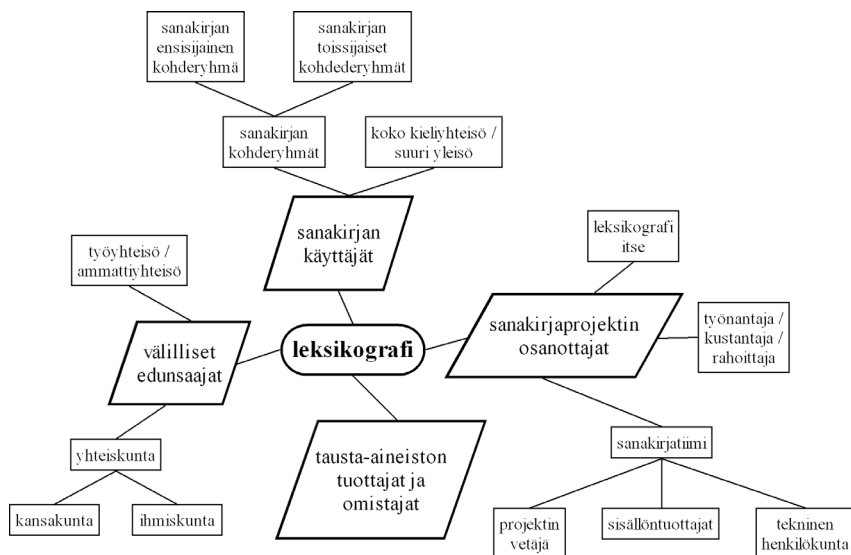 sanakirjan
ensisijainen
kohderyhmä
sanakirjan
toissijaiset
kohdederyhmät
sanakirjan
kohderyhmät
koko kieliyhteisö /
suuri yleisö
sanakirjan
käyttäjät
leksikografi
itse
työyhteisö /
ammattiyhteisö
sanakirjaprojektin
osanottajat
työnantaja /
kustantaja /
rahoittaja
leksikografi
välilliset
edunsaajat
tausta-aineiston
tuottajat ja
omistajat
yhteiskunta
kansakunta
ihmiskunta
sanakirjatiimi
projektin
vetäjä
sisällöntuottajat
tekninen
henkilökunta